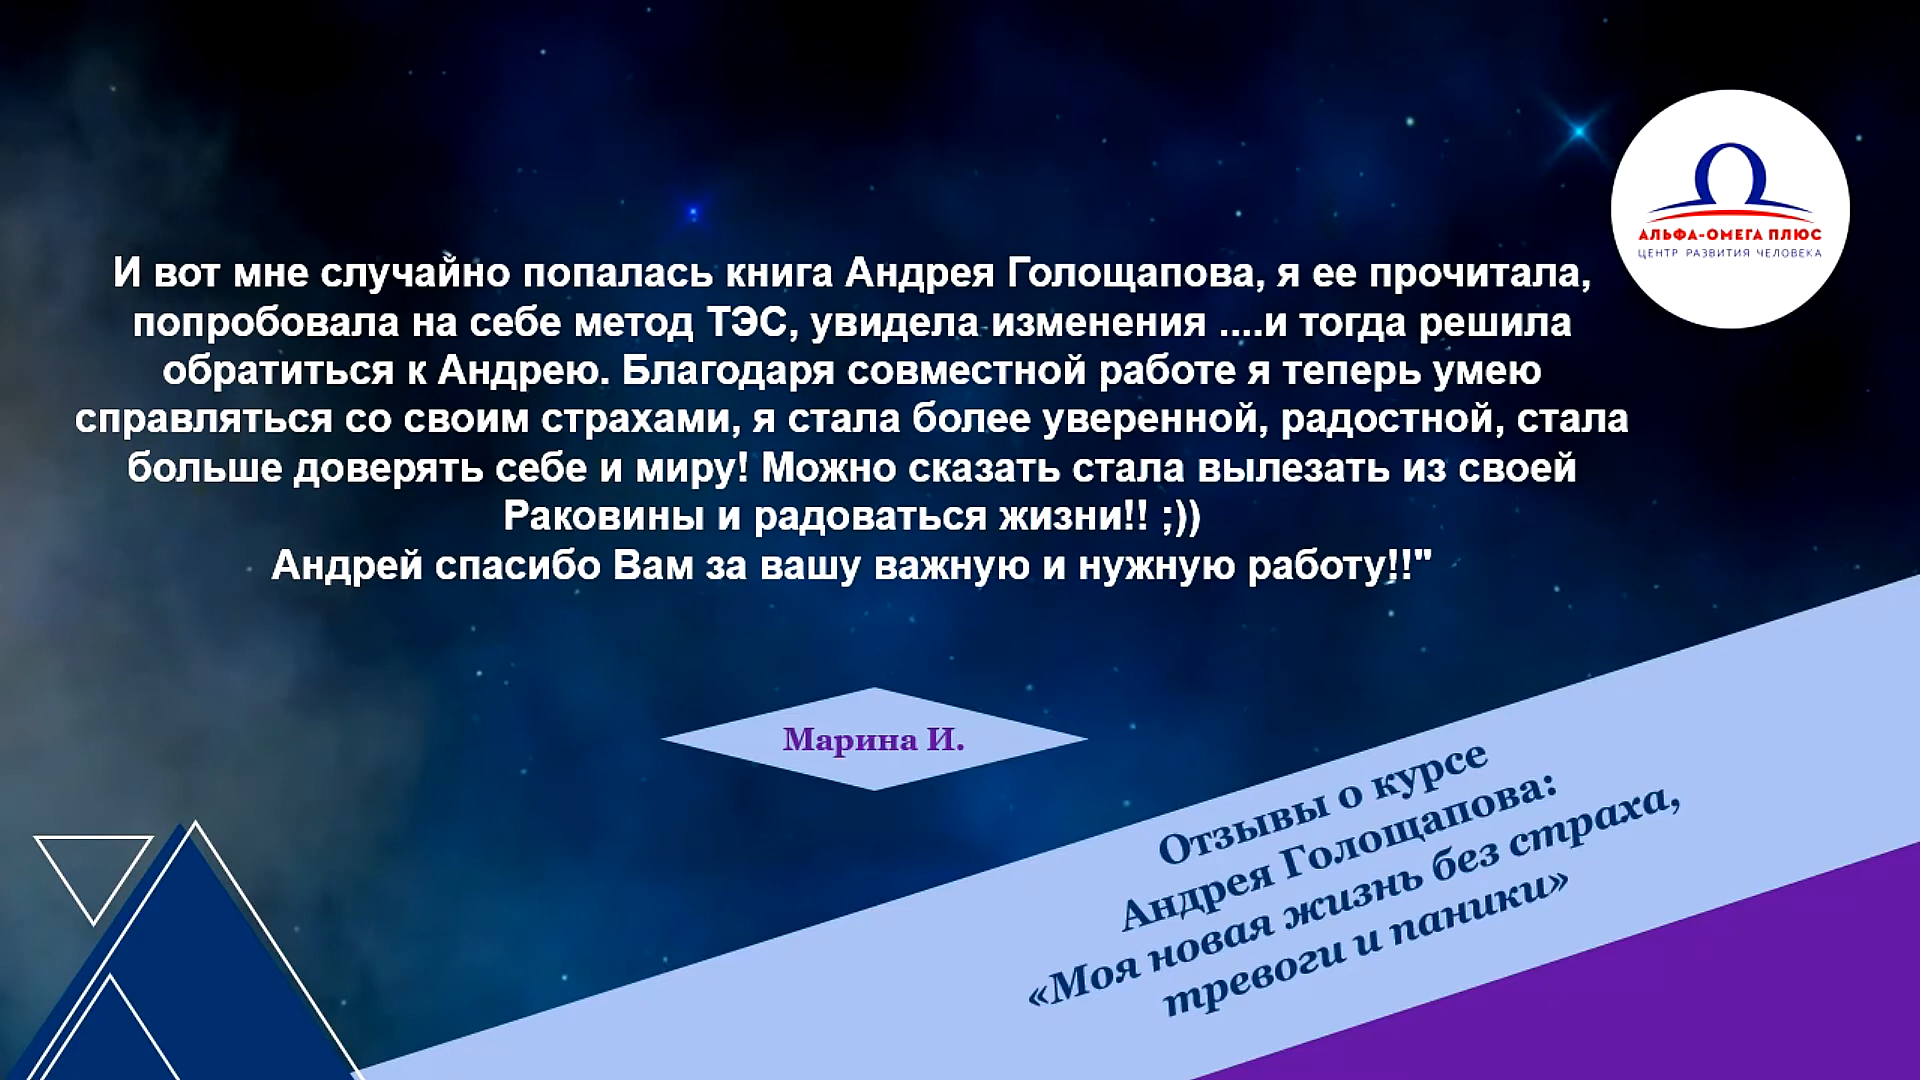 И вот мне случайно попалась книга Андрея Голощапова, я ее прочитала,
попробовала на себе метод ТЭС, увидела изменения ....и тогда решила
обратиться к Андрею. Благодаря совместной работе я теперь умею
справляться со своим страхами, я стала более уверенной, радостной, стала
больше доверять себе и миру! Можно сказать стала вылезать из своей
Раковины и радоваться жизни!! ;))
Андрей спасибо Вам за вашу важную и нужную работу!!"
АЛЬФА-ОМЕГА ПЛЮС
ЦЕНТР РАЗВИТИЯ ЧЕЛОВЕКА
Марина И.
Отзывы о курсе
Андрея Голощапова:
«Моя новая жизнь без страха,
тревоги и паники»